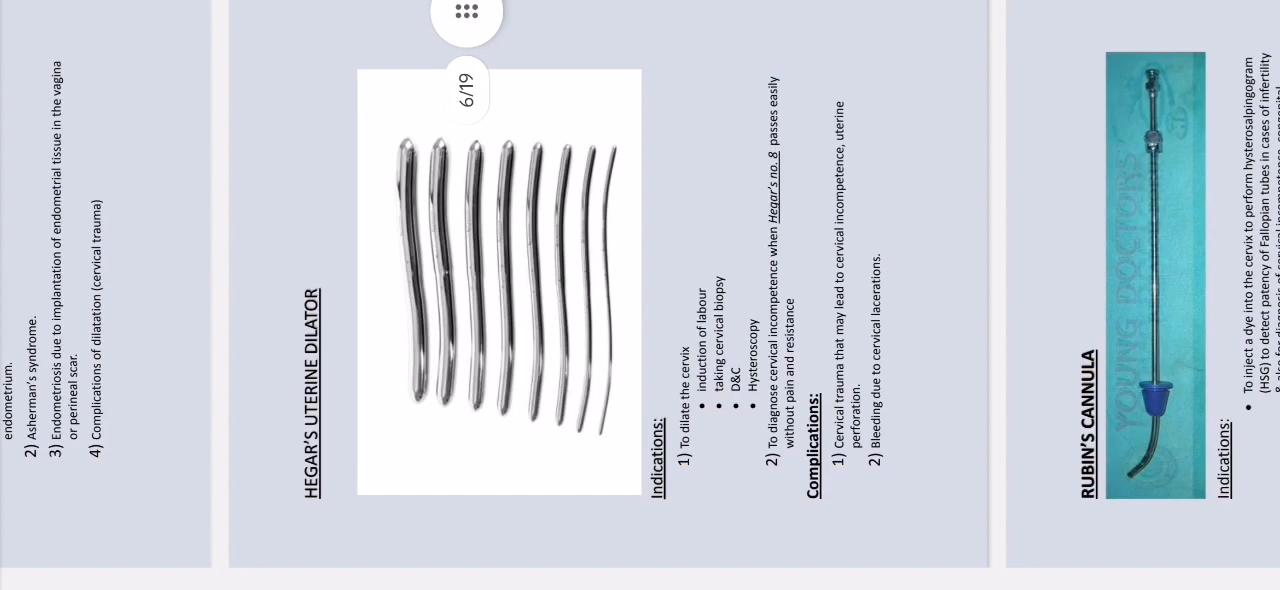 endometrium.
2) Asherman's syndrome.
3) Endometriosis due to implantation of endometrial tissue in the vagina
or perineal scar.
4) Complications of dilatation (cervical trauma)
6/19
HEGAR'S UTERINE DILATOR
Indications:
1) To dilate the cervix
• induction of labour
• taking cervical biopsy
• D&C
• Hysteroscopy
2) To diagnose cervical incompetence when Hegar's no. 8 passes easily
without pain and resistance
Complications:
1) Cervical trauma that may lead to cervical incompetence, uterine
perforation.
2) Bleeding due to cervical lacerations.
RUBIN'S CANNULA
YOUNG DOCTORS'
Indications:
• To inject a dye into the cervix to perform hysterosalpingogram
(HSG) to detect patency of Fallopian tubes in cases of infertility